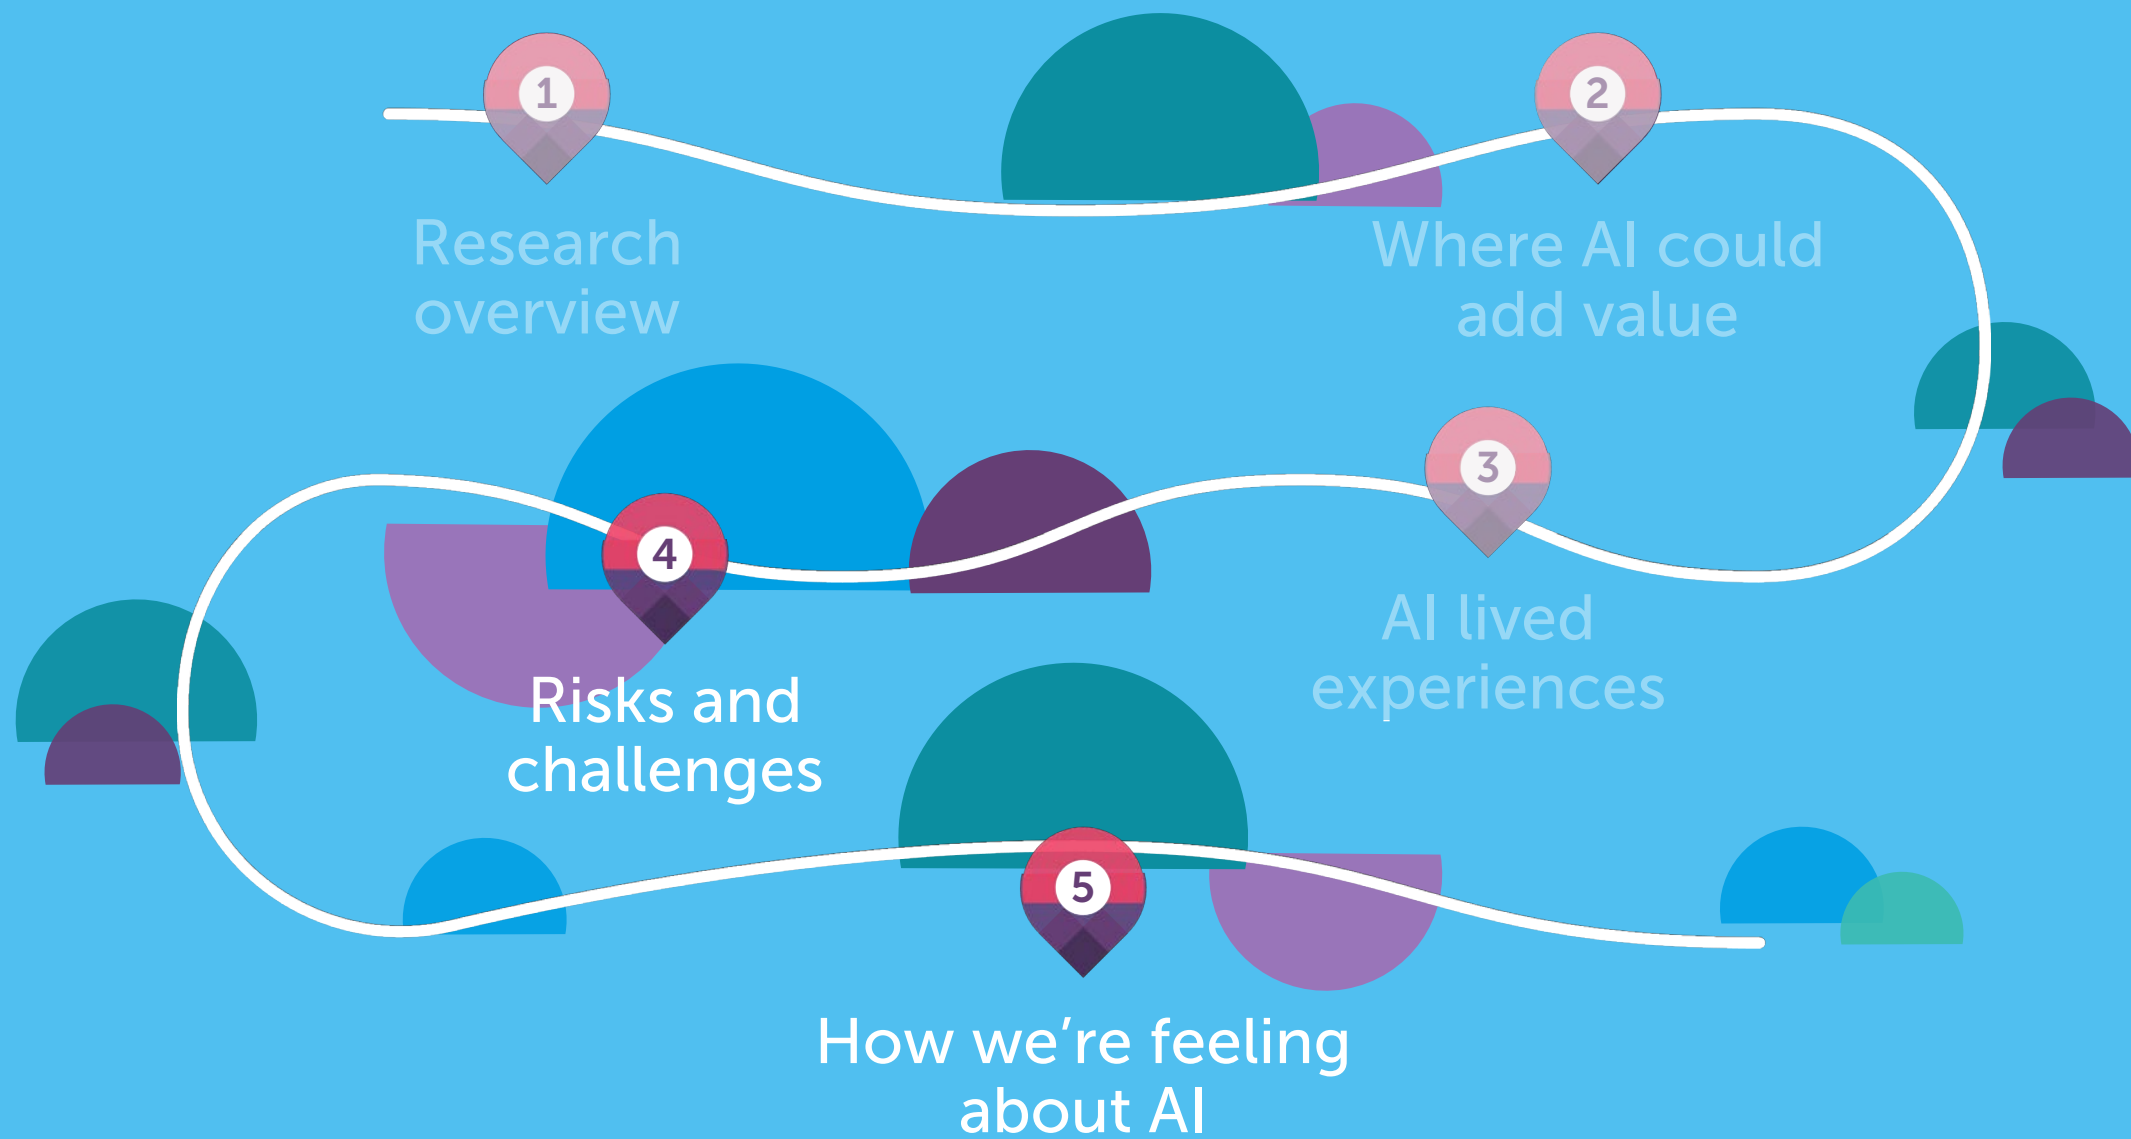 1
Research
overview
2
Where AI could
add value
3
AI lived
experiences
4
Risks and
challenges
5
How we’re feeling
about AI